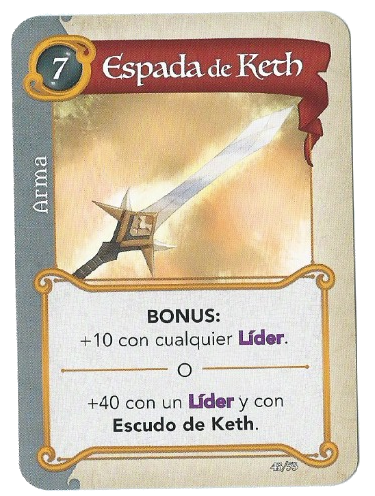 7
Espada de Keth
Arma
BONUS:
+10 con cualquier Líder.
O
+40 con un Líder y con
Escudo de Keth.